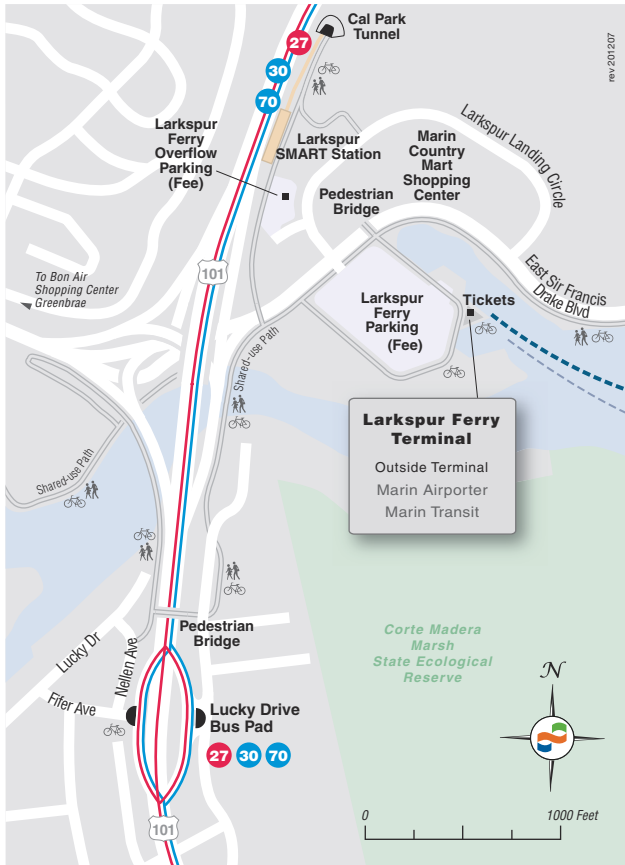 Cal Park
Tunnel
27
30
70
rev 201207
Larkspur
Ferry
Overflow
Parking
(Fee)
Larkspur
SMART Station
Marin
Country
Mart
Shopping
Center
Larkspur Landing Circle
Pedestrian
Bridge
101
To Bon Air
Shopping Center
Greenbrae
East Sir Francis
Drake Blvd
Larkspur
Ferry
Parking
(Fee)
Tickets
Shared-use Path
Larkspur Ferry
Terminal
Outside Terminal
Marin Airporter
Marin Transit
Shared-use Path
Pedestrian
Bridge
Lucky Dr
Nellen Ave
Fifer Ave
Corte Madera
Marsh
State Ecological
Reserve
N
Lucky Drive
Bus Pad
27 30 70
101
0 1000 Feet